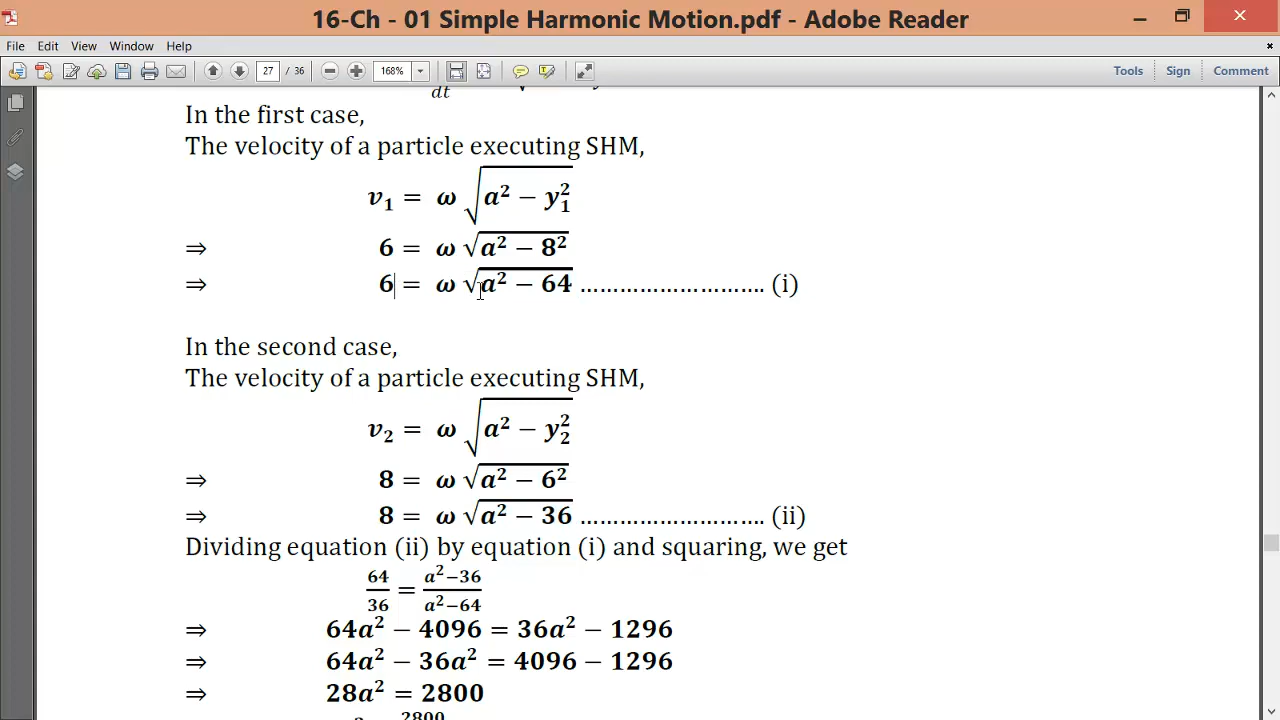 16-Ch - 01 Simple Harmonic Motion.pdf - Adobe Reader
File Edit View Window Help
27 / 36 168% Tools Sign Comment
dt
In the first case,
The velocity of a particle executing SHM,
v₁ = ω √(a² − y₁²)
⇒ 6 = ω √(a² − 8²)
⇒ 6 = ω √(a² − 64) ………………………. (i)
In the second case,
The velocity of a particle executing SHM,
v₂ = ω √(a² − y₂²)
⇒ 8 = ω √(a² − 6²)
⇒ 8 = ω √(a² − 36) ………………………. (ii)
Dividing equation (ii) by equation (i) and squaring, we get
64/36 = (a²−36)/(a²−64)
⇒ 64a² − 4096 = 36a² − 1296
⇒ 64a² − 36a² = 4096 − 1296
⇒ 28a² = 2800
2800